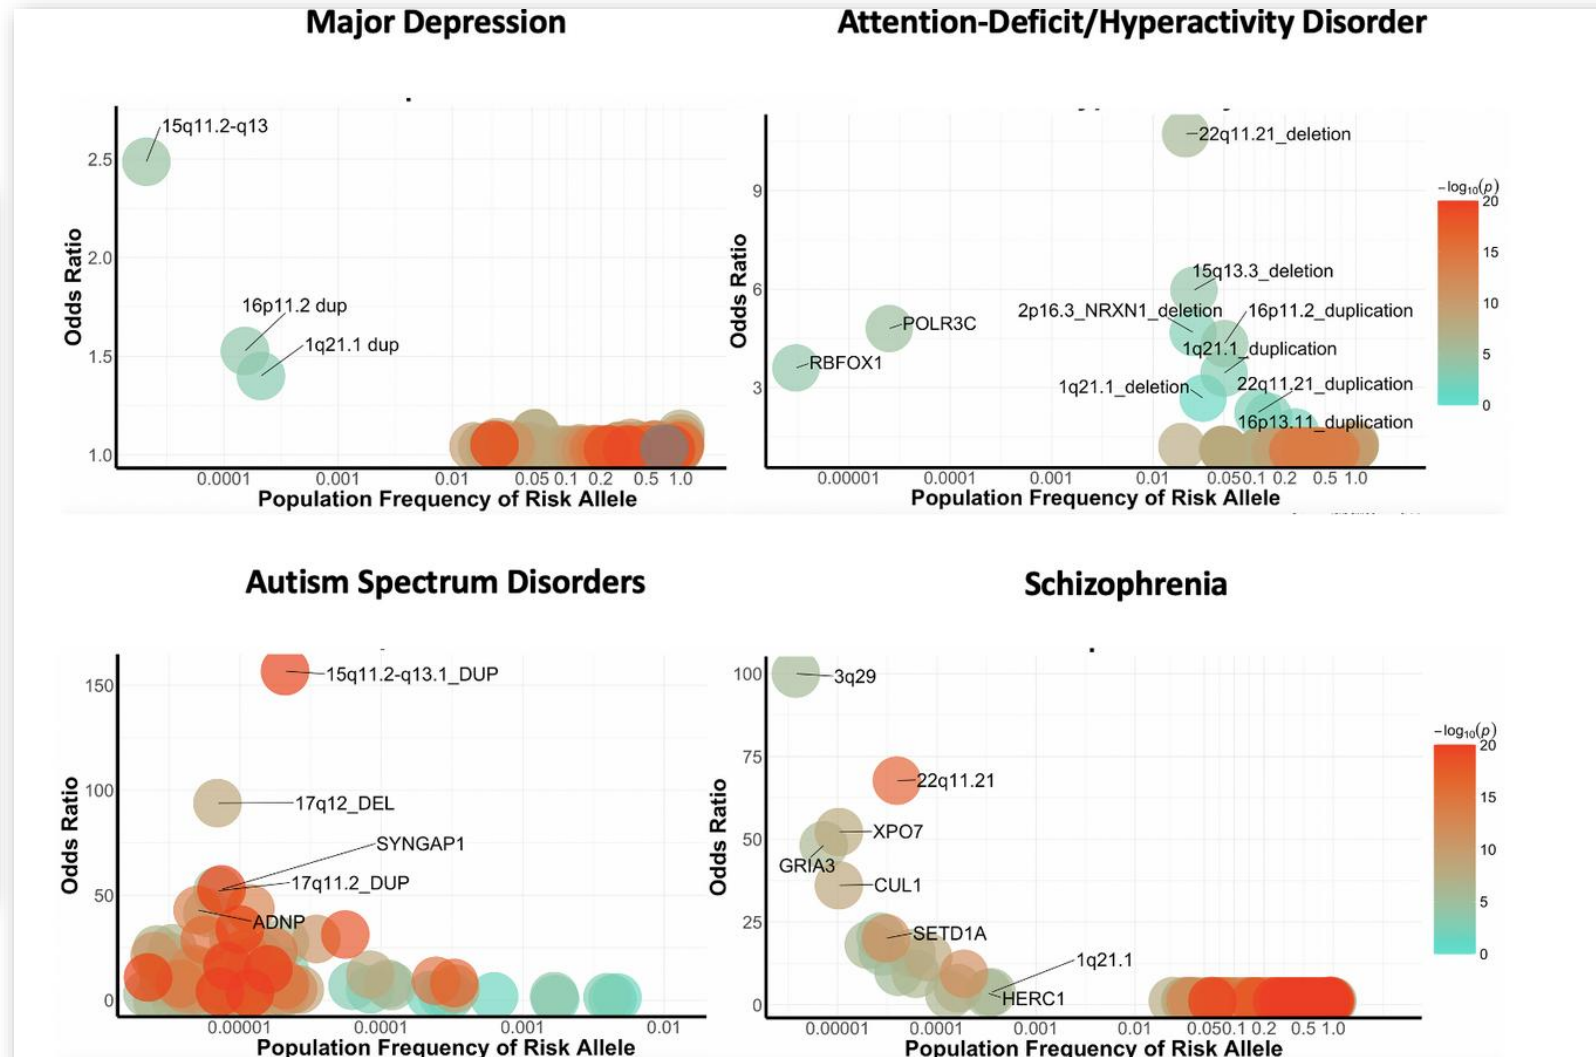 Major Depression
Attention-Deficit/Hyperactivity Disorder
15q11.2-q13
16p11.2 dup
1q21.1 dup
2.5
2.0
1.5
1.0
Odds Ratio
0.0001
0.001
0.01
0.05
0.1
0.2
0.5
1.0
Population Frequency of Risk Allele
22q11.21_deletion
15q13.3_deletion
2p16.3_NRXN1_deletion
16p11.2_duplication
POLR3C
1q21.1_duplication
RBFOX1
1q21.1_deletion
22q11.21_duplication
16p13.11_duplication
9
6
3
Odds Ratio
0.00001
0.0001
0.001
0.01
0.05
0.1
0.2
0.5
1.0
Population Frequency of Risk Allele
−log10(p)
20
15
10
5
0
Autism Spectrum Disorders
Schizophrenia
15q11.2-q13.1_DUP
17q12_DEL
SYNGAP1
17q11.2_DUP
ADNP
150
100
50
0
Odds Ratio
0.00001
0.0001
0.001
0.01
Population Frequency of Risk Allele
3q29
22q11.21
XPO7
GRIA3
CUL1
SETD1A
1q21.1
HERC1
100
75
50
25
0
Odds Ratio
0.00001
0.0001
0.001
0.01
0.05
0.1
0.2
0.5
1.0
Population Frequency of Risk Allele
−log10(p)
20
15
10
5
0